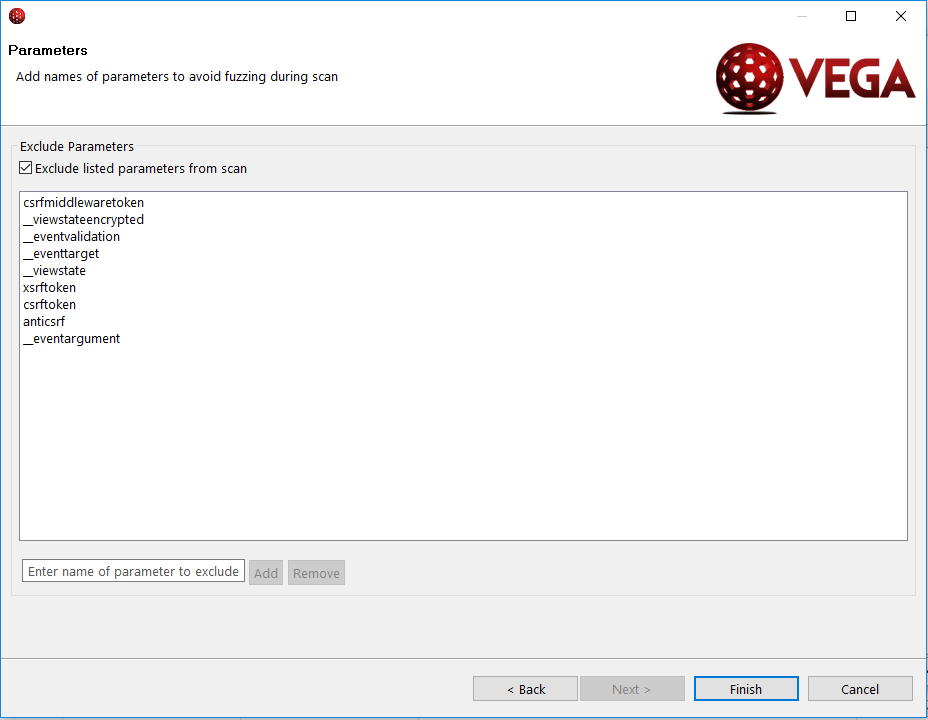 Parameters
Add names of parameters to avoid fuzzing during scan
VEGA
Exclude Parameters
Exclude listed parameters from scan
csrfmiddlewaretoken
__viewstateencrypted
__eventvalidation
__eventtarget
__viewstate
xsrftoken
csrftoken
anticsrf
__eventargument
Enter name of parameter to exclude Add Remove
< Back Next > Finish Cancel